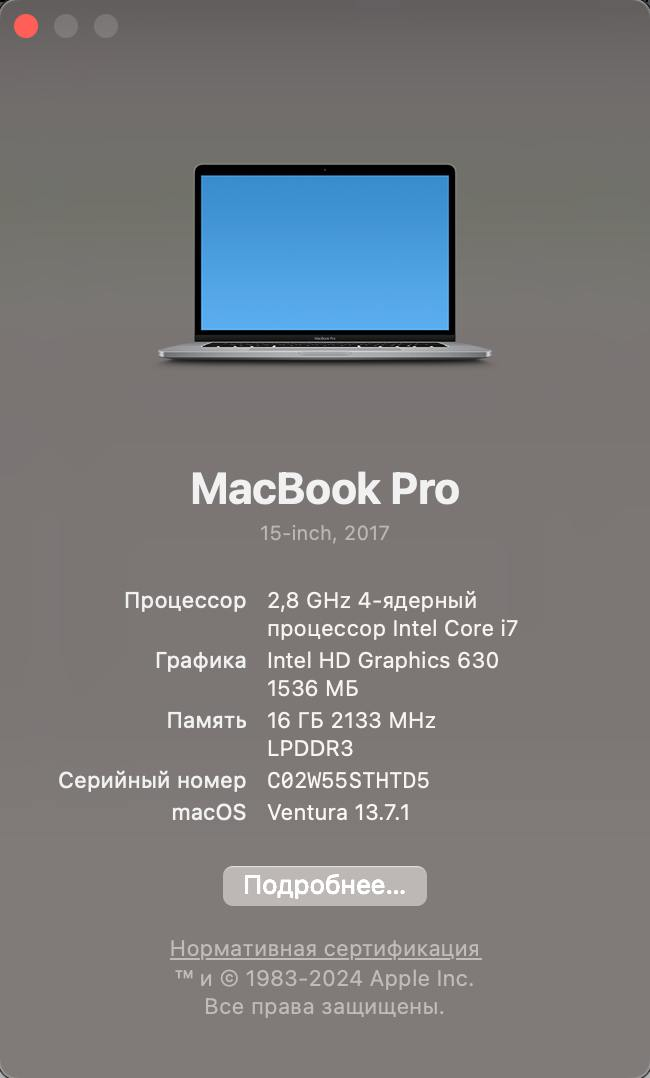 MacBook Pro
15-inch, 2017
Процессор 2,8 GHz 4-ядерный
процессор Intel Core i7
Графика Intel HD Graphics 630
1536 МБ
Память 16 ГБ 2133 MHz
LPDDR3
Серийный номер C02W55STHTD5
macOS Ventura 13.7.1
Подробнее...
Нормативная сертификация
™ и © 1983-2024 Apple Inc.
Все права защищены.